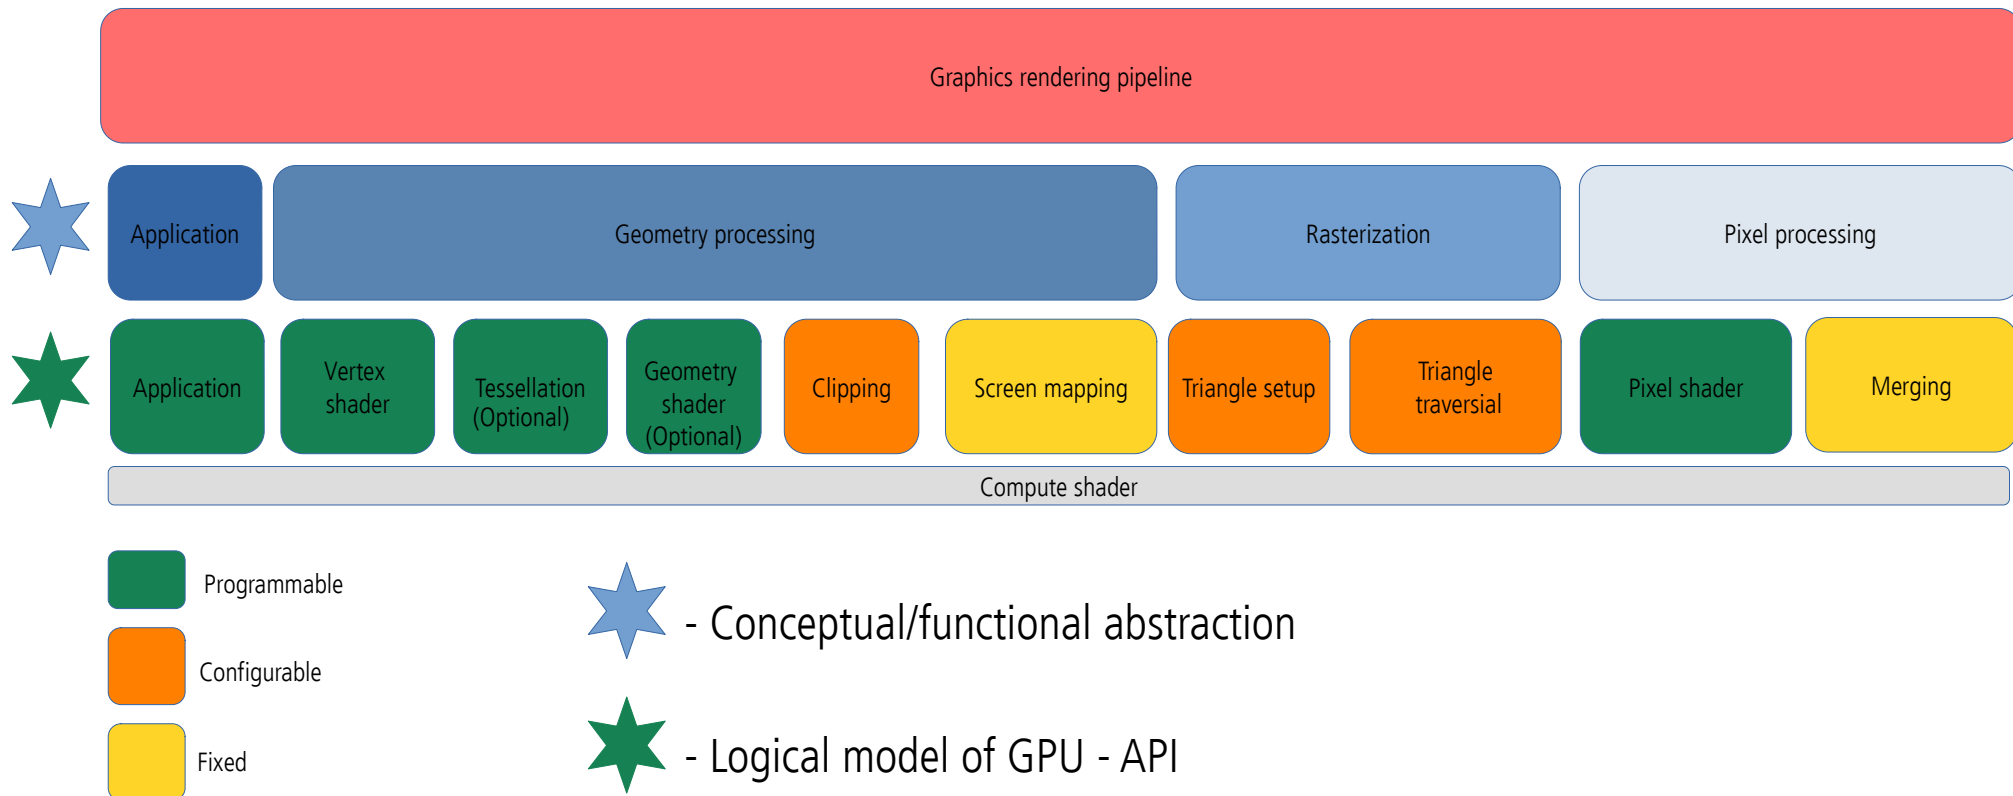 Graphics rendering pipeline
Application
Geometry processing
Rasterization
Pixel processing
Application
Vertex
shader
Tessellation
(Optional)
Geometry
shader
(Optional)
Clipping
Screen mapping
Triangle setup
Triangle
traversial
Pixel shader
Merging
Compute shader
Programmable
Configurable
Fixed
- Conceptual/functional abstraction
- Logical model of GPU - API